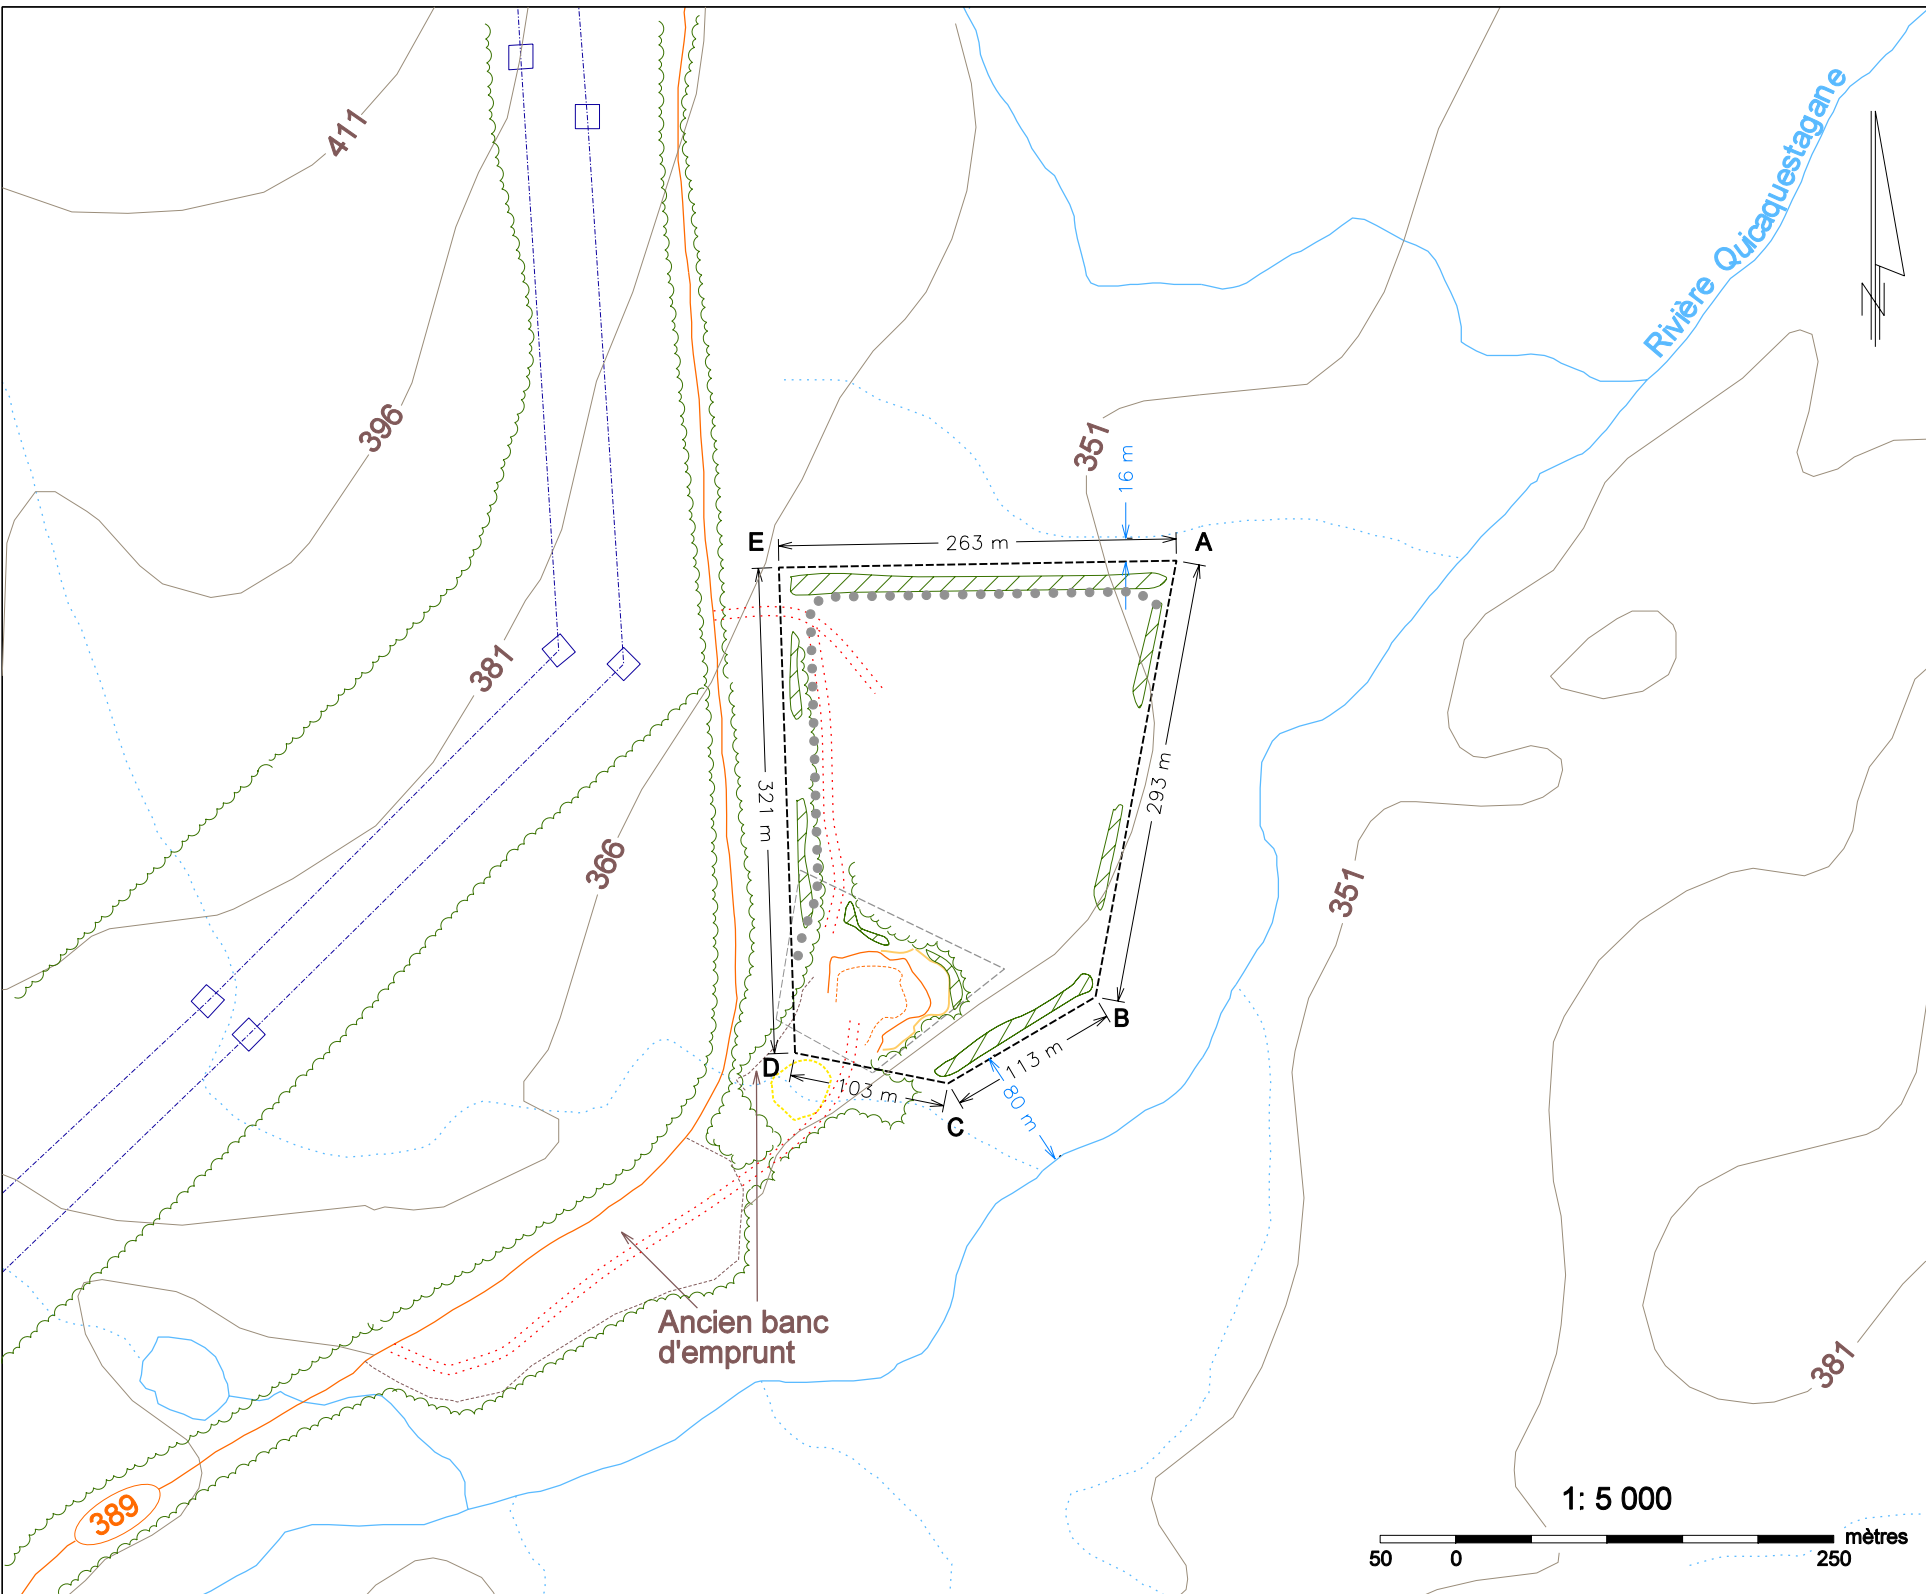 411
Rivière Quicaquestagane
N
396
351
16 m
E
263 m
A
381
321 m
293 m
366
351
B
D
103 m
113 m
80 m
C
Ancien banc
d'emprunt
381
389
1: 5 000
mètres
50
0
250